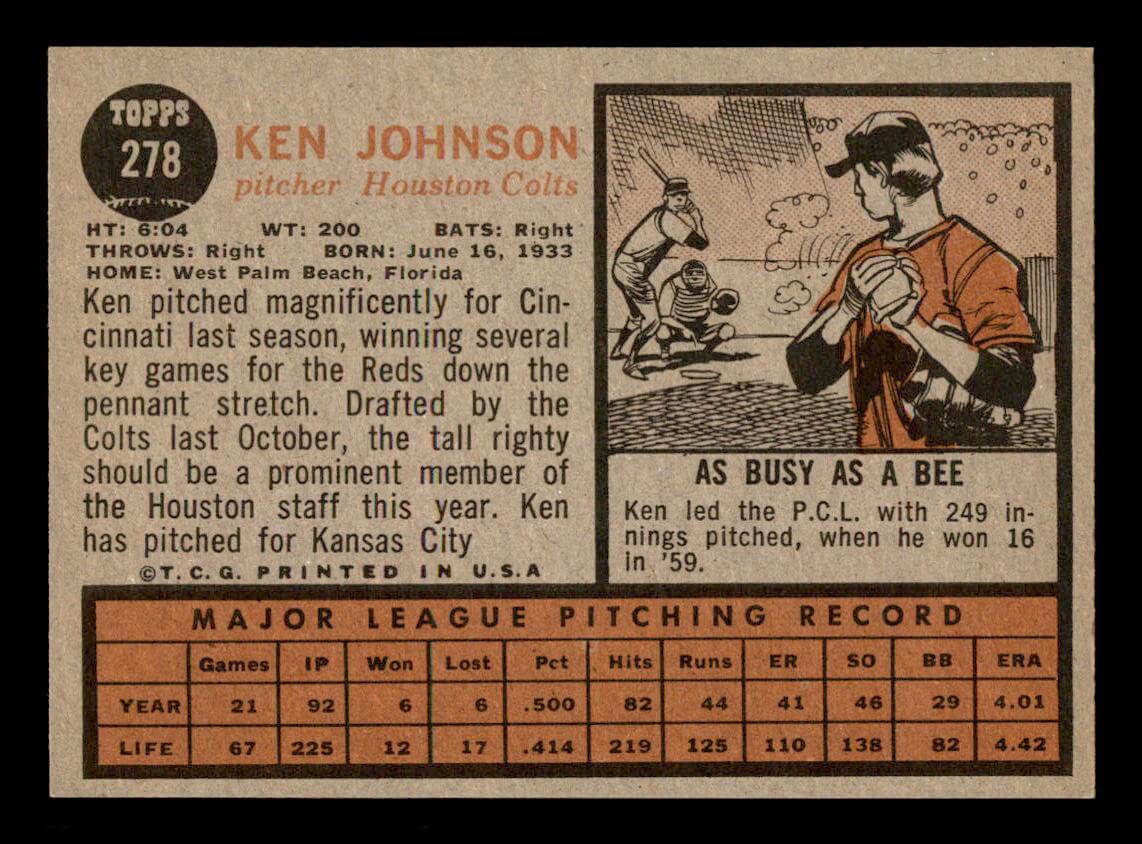 TOPPS
278
KEN JOHNSON
pitcher Houston Colts
HT: 6:04 WT: 200 BATS: Right
THROWS: Right BORN: June 16, 1933
HOME: West Palm Beach, Florida
Ken pitched magnificently for Cin-
cinnati last season, winning several
key games for the Reds down the
pennant stretch. Drafted by the
Colts last October, the tall righty
should be a prominent member of
the Houston staff this year. Ken
has pitched for Kansas City
©T.C.G. PRINTED IN U.S.A
AS BUSY AS A BEE
Ken led the P.C.L. with 249 in-
nings pitched, when he won 16
in '59.
MAJOR LEAGUE PITCHING RECORD
Games IP Won Lost Pct Hits Runs ER SO BB ERA
YEAR 21 92 6 6 .500 82 44 41 46 29 4.01
LIFE 67 225 12 17 .414 219 125 110 138 82 4.42